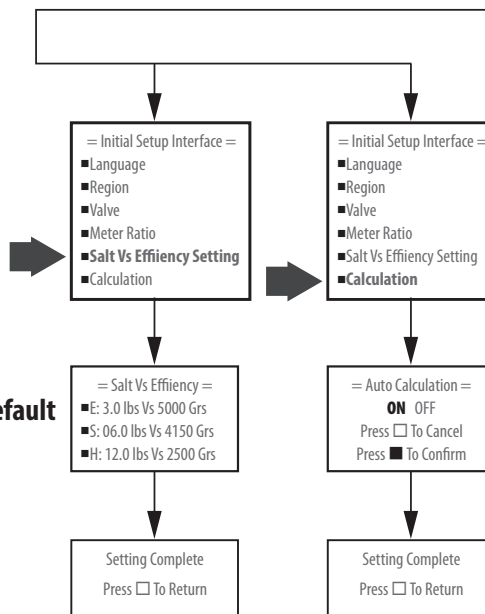 = Initial Setup Interface =
■Language
■Region
■Valve
■Meter Ratio
■Salt Vs Effiiency Setting
■Calculation
= Initial Setup Interface =
■Language
■Region
■Valve
■Meter Ratio
■Salt Vs Effiiency Setting
■Calculation
efault
= Salt Vs Effiency =
■E: 3.0 lbs Vs 5000 Grs
■S: 06.0 lbs Vs 4150 Grs
■H: 12.0 lbs Vs 2500 Grs
= Auto Calculation =
ON OFF
Press □ To Cancel
Press ■ To Confirm
Setting Complete
Press □ To Return
Setting Complete
Press □ To Return